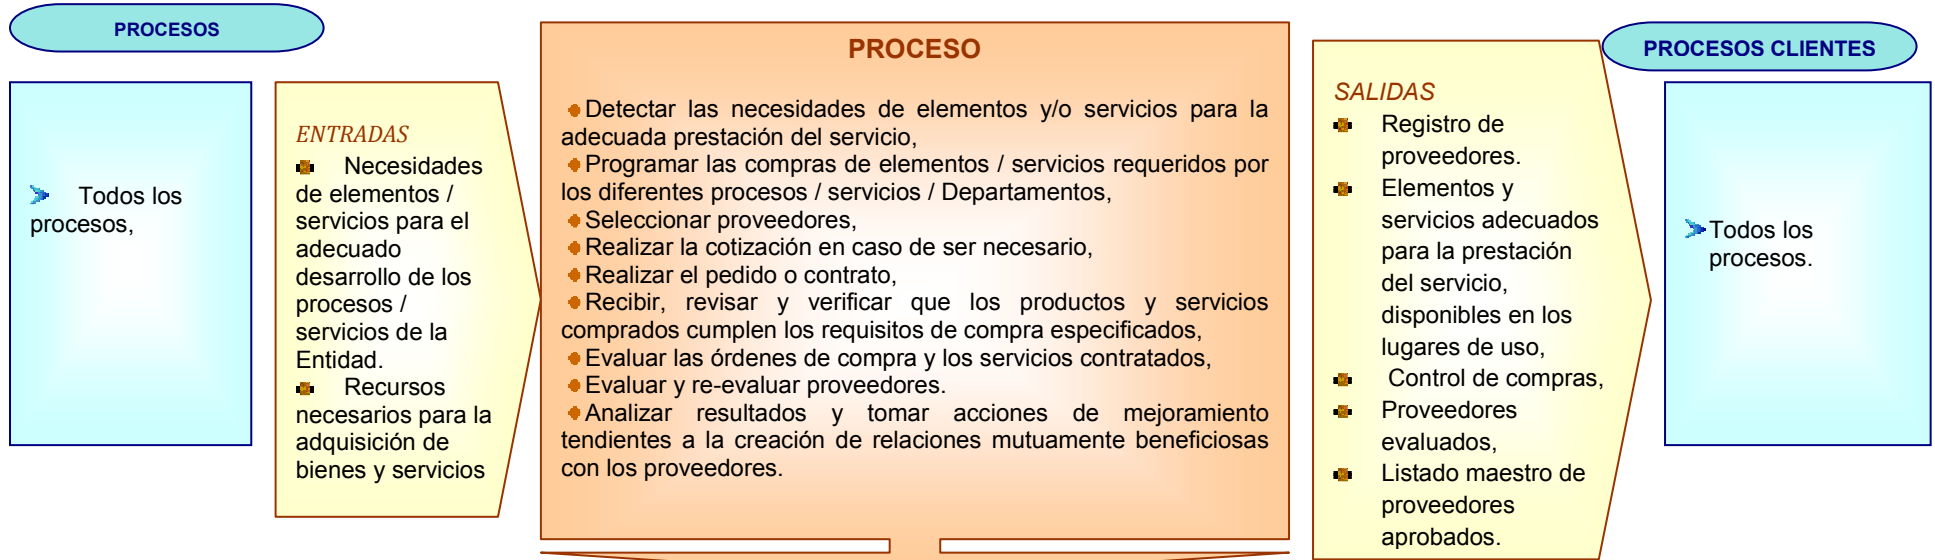 PROCESOS
Todos los
procesos,
ENTRADAS
Necesidades
de elementos /
servicios para el
adecuado
desarrollo de los
procesos /
servicios de la
Entidad.
Recursos
necesarios para la
adquisición de
bienes y servicios
PROCESO
Detectar las necesidades de elementos y/o servicios para la
adecuada prestación del servicio,
Programar las compras de elementos / servicios requeridos por
los diferentes procesos / servicios / Departamentos,
Seleccionar proveedores,
Realizar la cotización en caso de ser necesario,
Realizar el pedido o contrato,
Recibir, revisar y verificar que los productos y servicios
comprados cumplen los requisitos de compra especificados,
Evaluar las órdenes de compra y los servicios contratados,
Evaluar y re-evaluar proveedores.
Analizar resultados y tomar acciones de mejoramiento
tendientes a la creación de relaciones mutuamente beneficiosas
con los proveedores.
SALIDAS
Registro de
proveedores.
Elementos y
servicios adecuados
para la prestación
del servicio,
disponibles en los
lugares de uso,
Control de compras,
Proveedores
evaluados,
Listado maestro de
proveedores
aprobados.
PROCESOS CLIENTES
Todos los
procesos.